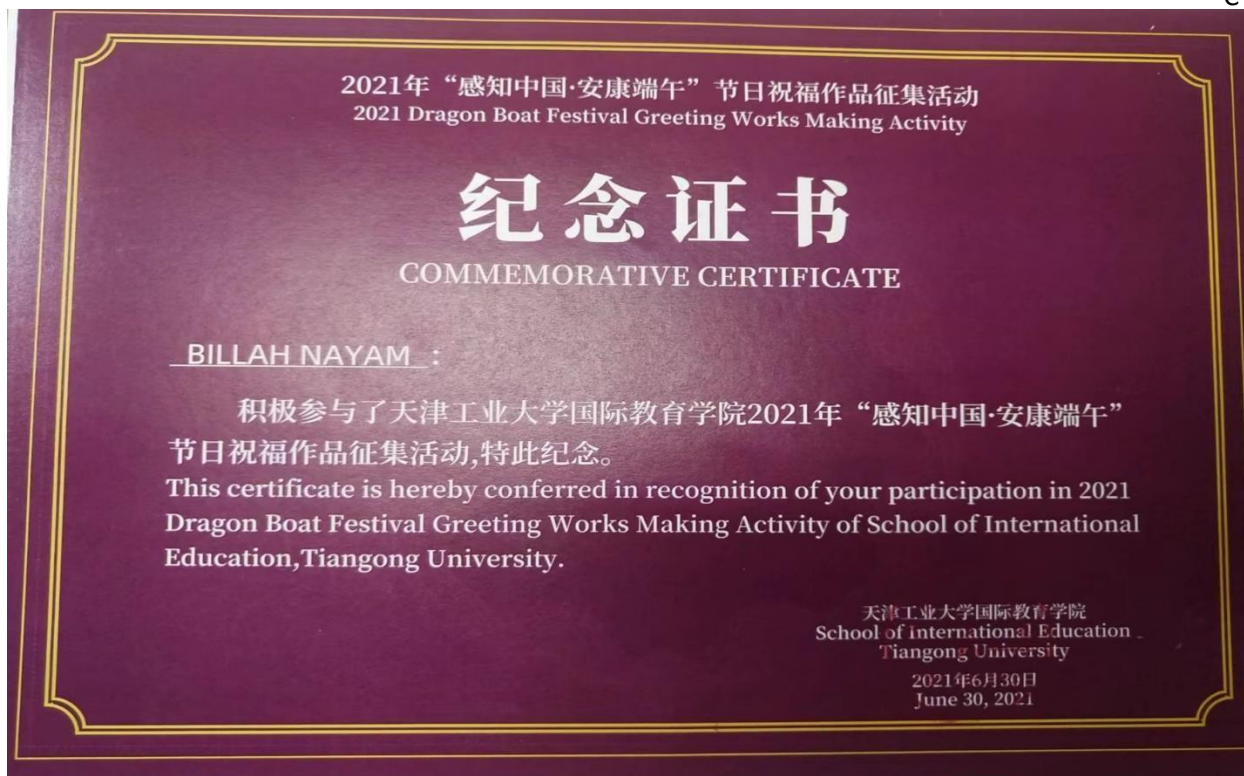 2021年“感知中国·安康端午”节日祝福作品征集活动
2021 Dragon Boat Festival Greeting Works Making Activity
纪念证书
COMMEMORATIVE CERTIFICATE
BILLAH NAYAM :
积极参与了天津工业大学国际教育学院2021年“感知中国·安康端午”
节日祝福作品征集活动,特此纪念。
This certificate is hereby conferred in recognition of your participation in 2021
Dragon Boat Festival Greeting Works Making Activity of School of International
Education,Tiangong University.
天津工业大学国际教育学院
School of International Education
Tiangong University
2021年6月30日
June 30, 2021